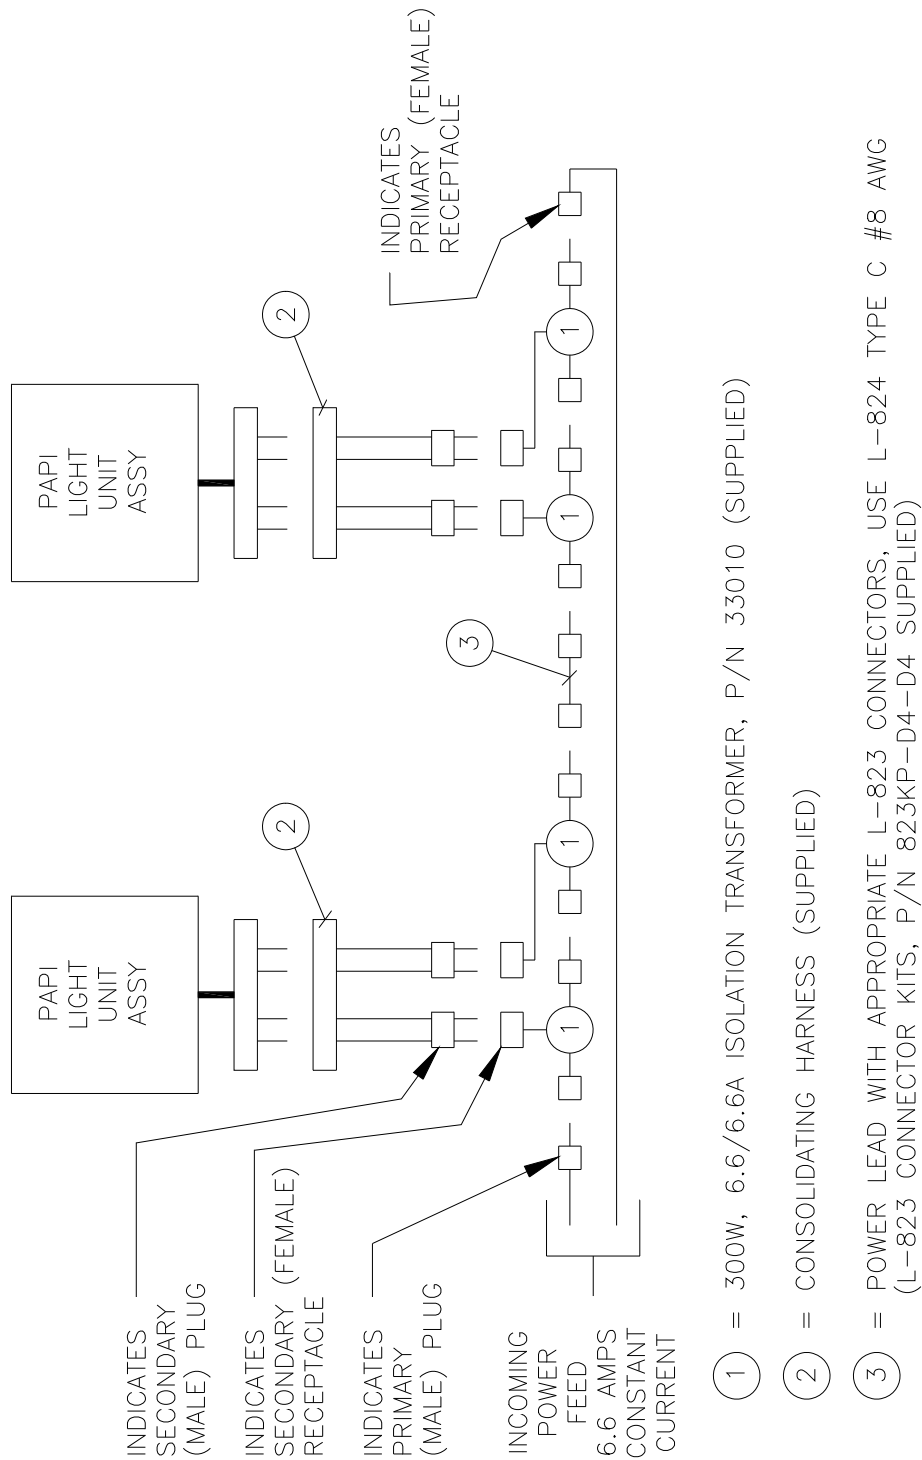 PAPI
LIGHT
UNIT
ASSY
PAPI
LIGHT
UNIT
ASSY
2
2
INDICATES
SECONDARY
(MALE) PLUG
INDICATES
SECONDARY (FEMALE)
RECEPTACLE
INDICATES
PRIMARY
(MALE) PLUG
INDICATES
PRIMARY (FEMALE)
RECEPTACLE
3
1
1
1
1
INCOMING
POWER
FEED
6.6 AMPS
CONSTANT
CURRENT
1 = 300W, 6.6/6.6A ISOLATION TRANSFORMER, P/N 33010 (SUPPLIED)
2 = CONSOLIDATING HARNESS (SUPPLIED)
3 = POWER LEAD WITH APPROPRIATE L-823 CONNECTORS, USE L-824 TYPE C #8 AWG
(L-823 CONNECTOR KITS, P/N 823KP-D4-D4 SUPPLIED)